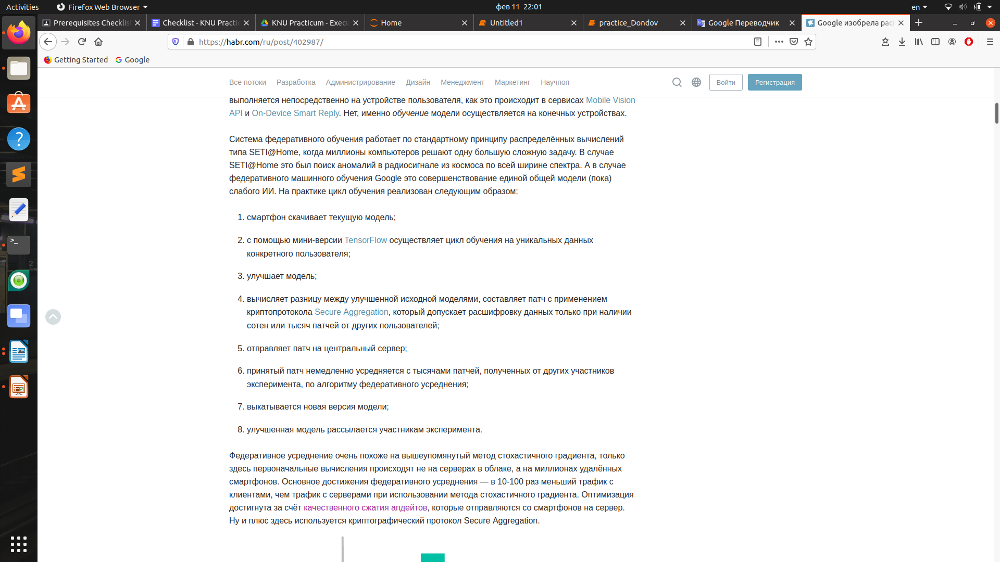 Activities
Firefox Web Browser
фев 11 22:01
en
Prerequisites Checklis
Checklist - KNU Practic
KNU Practicum - Execu
Home
Untitled1
practice_Dondov
Google Переводчик
Google изобрела рас
https://habr.com/ru/post/402987/
Getting Started
Google
Все потоки Разработка Администрирование Дизайн Менеджмент Маркетинг Научпоп
Войти
Регистрация
выполняется непосредственно на устройстве пользователя, как это происходит в сервисах Mobile Vision
API и On-Device Smart Reply. Нет, именно обучение модели осуществляется на конечных устройствах.
Система федеративного обучения работает по стандартному принципу распределённых вычислений
типа SETI@Home, когда миллионы компьютеров решают одну большую сложную задачу. В случае
SETI@Home это был поиск аномалий в радиосигнале из космоса по всей ширине спектра. А в случае
федеративного машинного обучения Google это совершенствование единой общей модели (пока)
слабого ИИ. На практике цикл обучения реализован следующим образом:
1. смартфон скачивает текущую модель;
2. с помощью мини-версии TensorFlow осуществляет цикл обучения на уникальных данных
конкретного пользователя;
3. улучшает модель;
4. вычисляет разницу между улучшенной исходной моделями, составляет патч с применением
криптопротокола Secure Aggregation, который допускает расшифровку данных только при наличии
сотен или тысяч патчей от других пользователей;
5. отправляет патч на центральный сервер;
6. принятый патч немедленно усредняется с тысячами патчей, полученных от других участников
эксперимента, по алгоритму федеративного усреднения;
7. выкатывается новая версия модели;
8. улучшенная модель рассылается участникам эксперимента.
Федеративное усреднение очень похоже на вышеупомянутый метод стохастичного градиента, только
здесь первоначальные вычисления происходят не на серверах в облаке, а на миллионах удалённых
смартфонов. Основное достижения федеративного усреднения — в 10-100 раз меньший трафик с
клиентами, чем трафик с серверами при использовании метода стохастичного градиента. Оптимизация
достигнута за счёт качественного сжатия апдейтов, которые отправляются со смартфонов на сервер.
Ну и плюс здесь используется криптографический протокол Secure Aggregation.